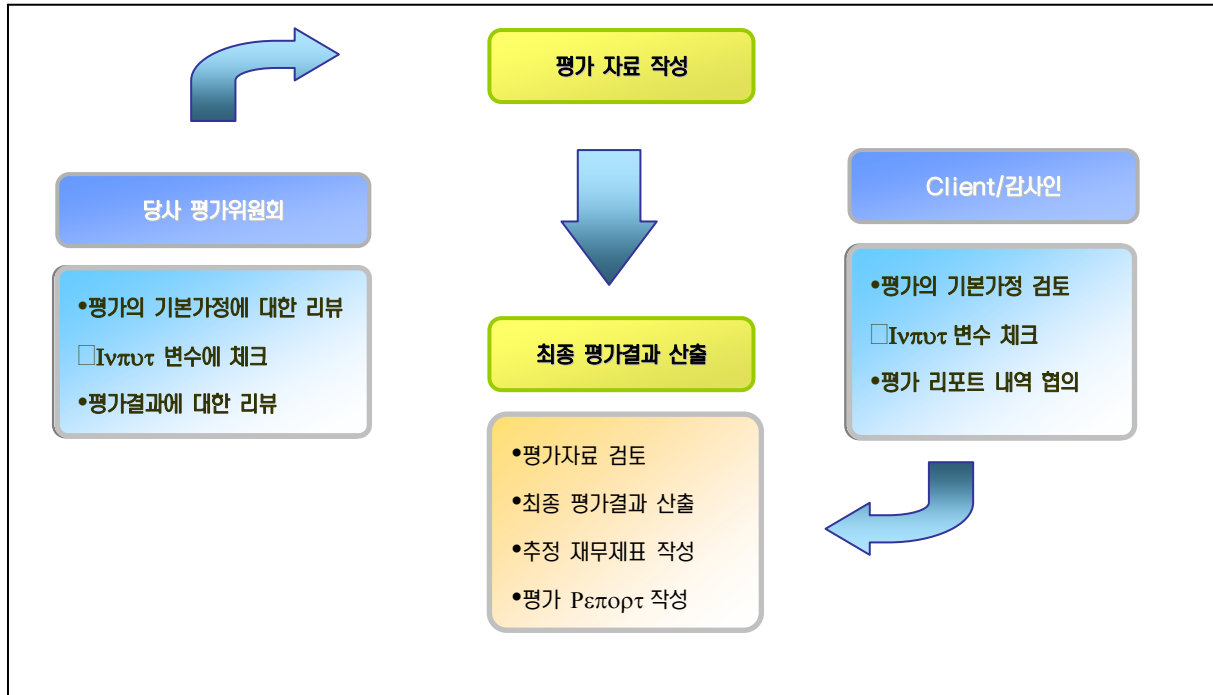 평가 자료 작성
당사 평가위원회
•평가의 기본가정에 대한 리뷰
□Ινπυτ 변수에 체크
•평가결과에 대한 리뷰
Client/감사인
•평가의 기본가정 검토
□Ινπυτ 변수 체크
•평가 리포트 내역 협의
최종 평가결과 산출
•평가자료 검토
•최종 평가결과 산출
•추정 재무제표 작성
•평가 Ρεπορτ 작성